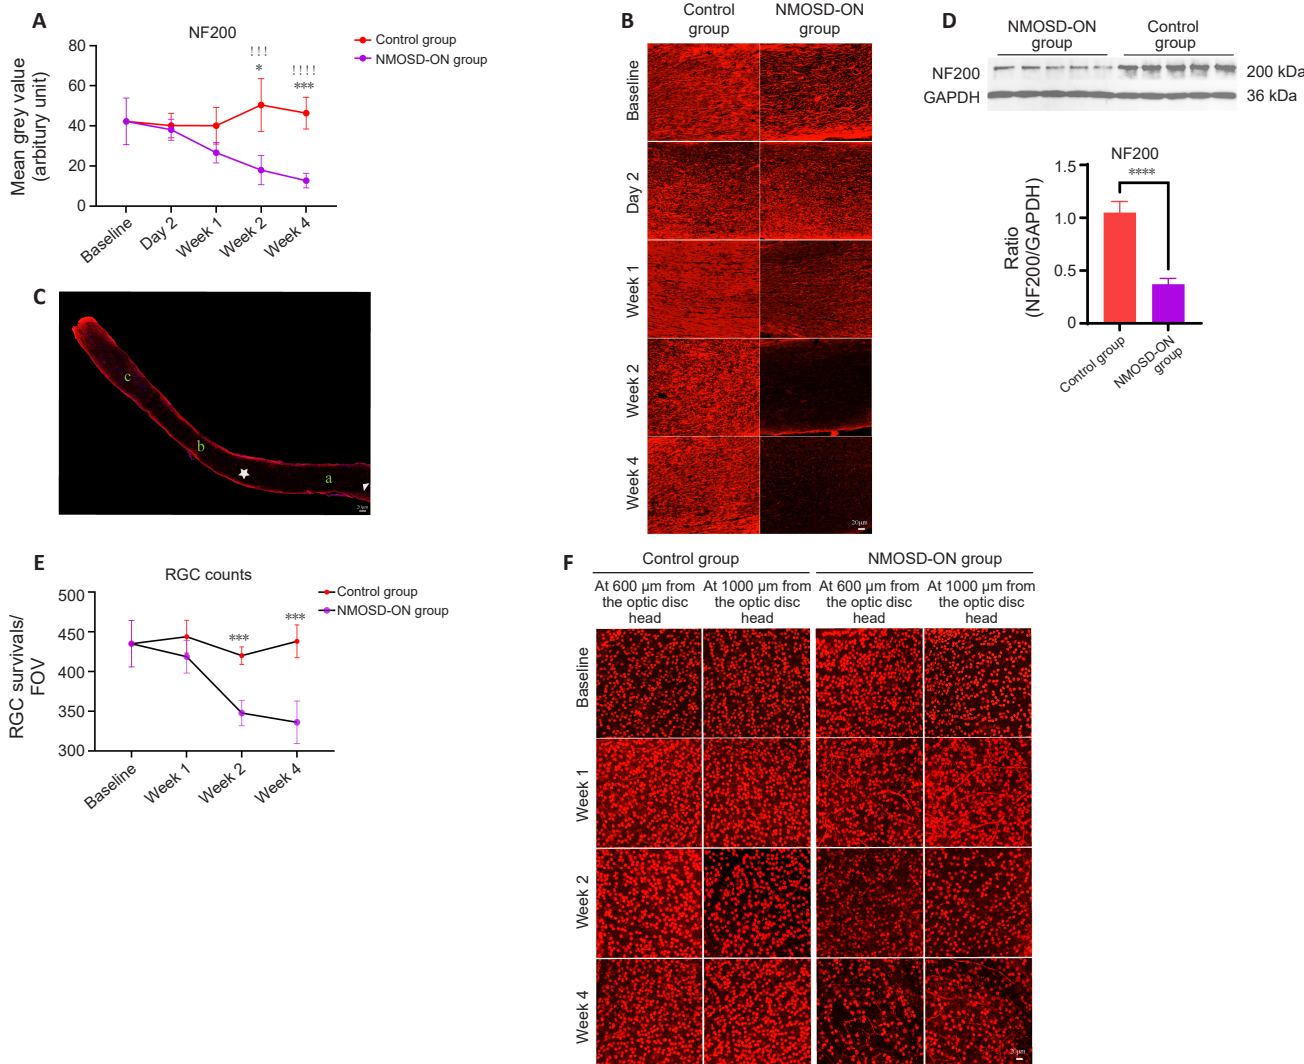 A
NF200
Control group
NMOSD-ON group
Mean grey value
(arbitury unit)
80
60
40
20
0
!!!
*
!!!!
***
Baseline
Day 2
Week 1
Week 2
Week 4
B
Control
group
NMOSD-ON
group
Baseline
Day 2
Week 1
Week 2
Week 4
20μm
C
c
b
a
20μm
D
NMOSD-ON
group
Control
group
NF200
200 kDa
GAPDH
36 kDa
NF200
****
Ratio
(NF200/GAPDH)
1.5
1.0
0.5
0
Control group
NMOSD-ON
group
E
RGC counts
Control group
NMOSD-ON group
RGC survivals/
FOV
500
450
400
350
300
***
***
Baseline
Week 1
Week 2
Week 4
F
Control group
NMOSD-ON group
At 600 μm from
the optic disc
head
At 1000 μm from
the optic disc
head
At 600 μm from
the optic disc
head
At 1000 μm from
the optic disc
head
Baseline
Week 1
Week 2
Week 4
20μm